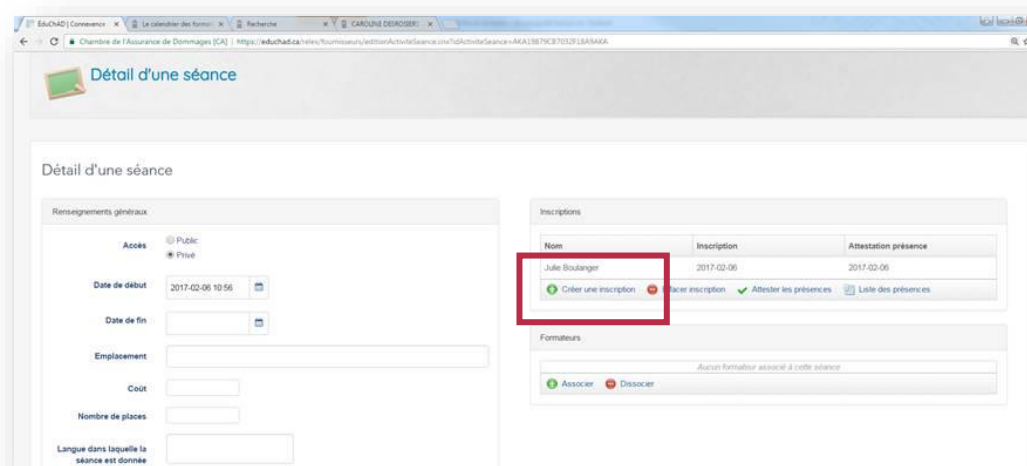 EduChAD | Connexence
Le calendrier des format
Recherche
CAROLINE DESROSIERS
Chambre de l'Assurance de Dommages [CA] | https://educhad.ca
Détail d'une séance
Détail d'une séance
Renseignements généraux
Accès
Public
Privé
Date de début
2017-02-06 10:56
Date de fin
Emplacement
Coût
Nombre de places
Langue dans laquelle la
séance est donnée
Inscriptions
Nom Inscription Attestation présence
Julie Boulanger 2017-02-06 2017-02-06
Créer une inscription Effacer inscription Attester les présences Liste des présences
Formateurs
Aucun formateur associé à cette séance
Associer Dissocier